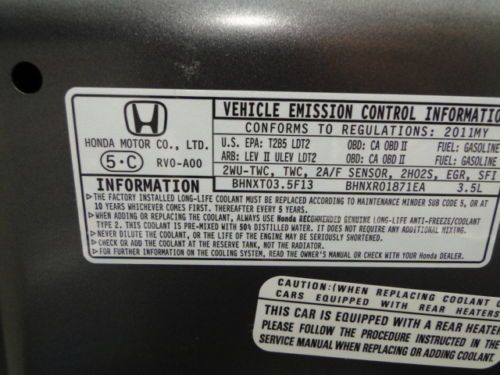 VEHICLE EMISSION CONTROL INFORMATIO
CONFORMS TO REGULATIONS: 2011MY
HONDA MOTOR CO., LTD.
5·C RV0-A00
U.S. EPA: T2B5 LDT2 OBD: CA OBD II FUEL: GASOLINE
ARB: LEV II ULEV LDT2 OBD: CA OBD II FUEL: GASOLINE
2WU-TWC, TWC, 2A/F SENSOR, 2HO2S, EGR, SFI
BHNXT03.5F13 BHNXR01871EA 3.5L
INFORMATION
▶THE FACTORY INSTALLED LONG-LIFE COOLANT MUST BE REPLACED ACCORDING TO MAINTENANCE MINDER SUB CODE 5, OR AT
10 YEARS WHICHEVER COMES FIRST. THEREAFTER EVERY 5 YEARS.
▶WHEN ADDING OR REPLACING THE COOLANT, ALWAYS USE Honda RECOMMENDED GENUINE LONG-LIFE ANTI-FREEZE/COOLANT
TYPE 2. THIS COOLANT IS PRE-MIXED WITH 50% DISTILLED WATER. IT DOES NOT REQUIRE ANY ADDITIONAL MIXING.
▶NEVER DILUTE THE COOLANT, OR THE LIFE OF THE ENGINE MAY BE SERIOUSLY SHORTENED.
▶CHECK OR ADD THE COOLANT AT THE RESERVE TANK, NOT THE RADIATOR.
▶FOR FURTHER INFORMATION ON THE COOLING SYSTEM, READ THE OWNER'S MANUAL OR CHECK WITH YOUR Honda DEALER.
CAUTION:(WHEN REPLACING COOLANT O
CARS EQUIPPED WITH REAR HEATERS
THIS CAR IS EQUIPPED WITH A REAR HEATER
PLEASE FOLLOW THE PROCEDURE INSTRUCTED IN THE
SERVICE MANUAL WHEN REPLACING OR ADDING COOLANT.